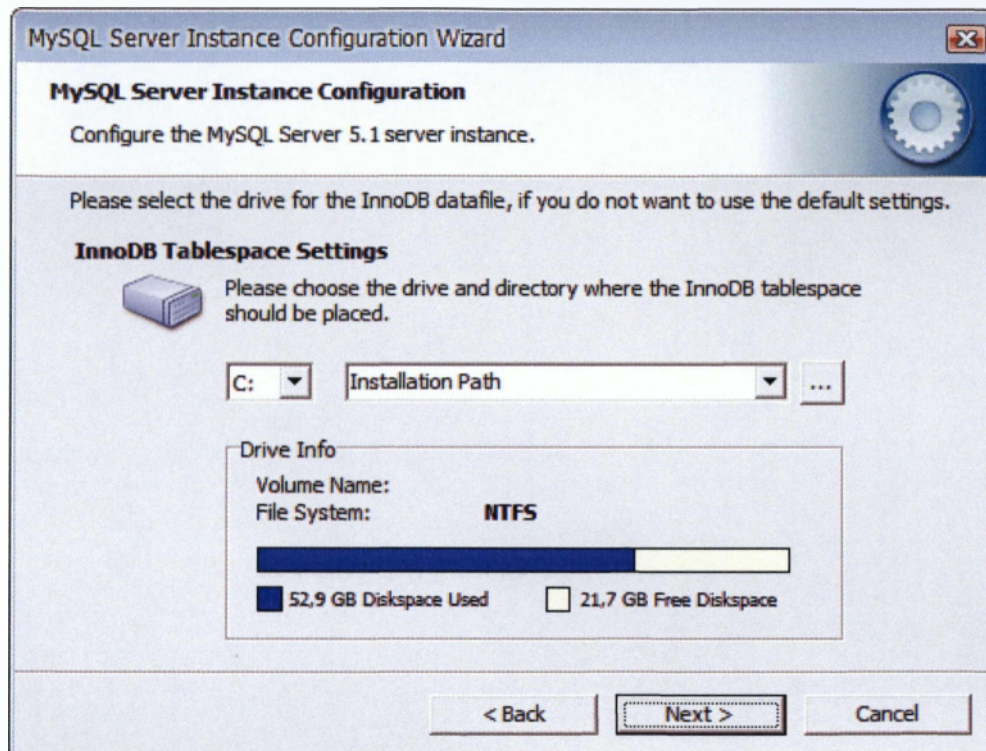 MySQL Server Instance Configuration Wizard
MySQL Server Instance Configuration
Configure the MySQL Server 5.1 server instance.
Please select the drive for the InnoDB datafile, if you do not want to use the default settings.
InnoDB Tablespace Settings
Please choose the drive and directory where the InnoDB tablespace
should be placed.
C: Installation Path ...
Drive Info
Volume Name:
File System: NTFS
52,9 GB Diskspace Used 21,7 GB Free Diskspace
< Back Next > Cancel